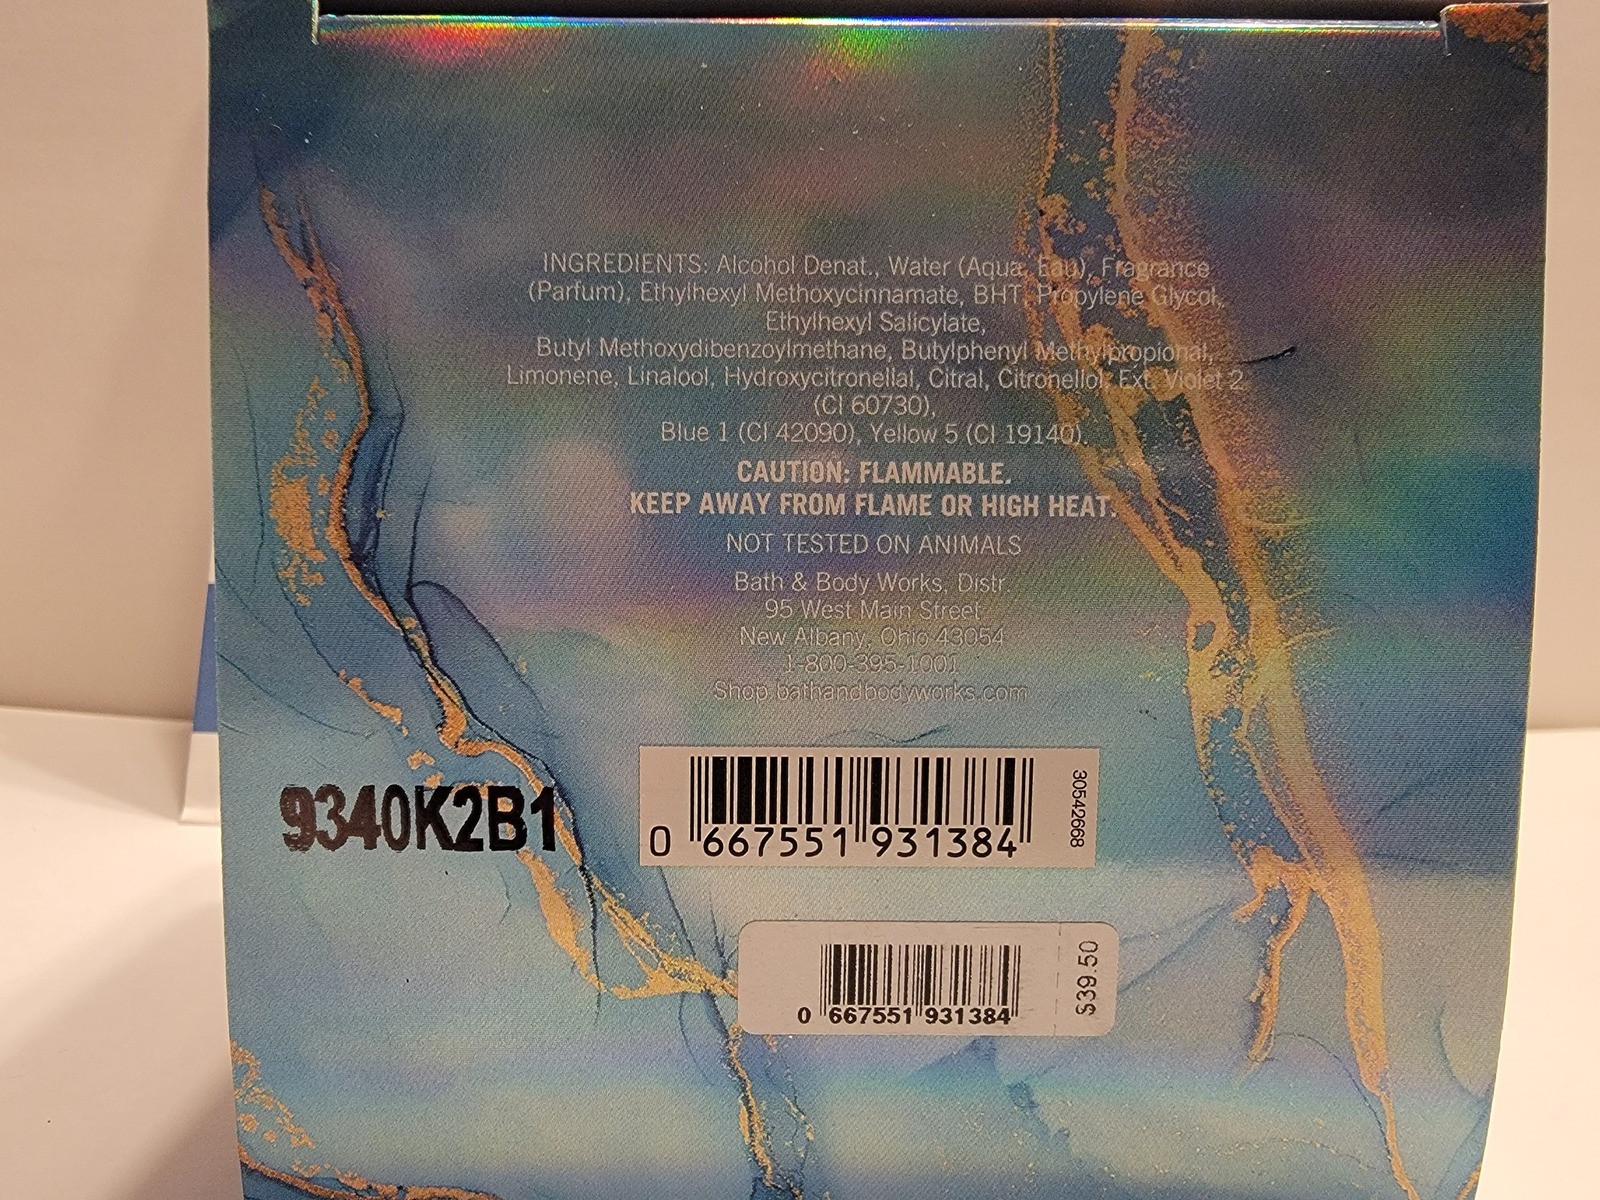 INGREDIENTS: Alcohol Denat., Water (Aqua, Eau), Fragrance
(Parfum), Ethylhexyl Methoxycinnamate, BHT, Propylene Glycol,
Ethylhexyl Salicylate,
Butyl Methoxydibenzoylmethane, Butylphenyl Methylpropional,
Limonene, Linalool, Hydroxycitronellal, Citral, Citronellol, Ext. Violet 2
(CI 60730),
Blue 1 (CI 42090), Yellow 5 (CI 19140).
CAUTION: FLAMMABLE.
KEEP AWAY FROM FLAME OR HIGH HEAT.
NOT TESTED ON ANIMALS
Bath & Body Works, Distr.
95 West Main Street
New Albany, Ohio 43054
1-800-395-1001
Shop bathandbodyworks.com
9340K2B1
0 667551 931384
30542668
0 667551 931384
$39.50